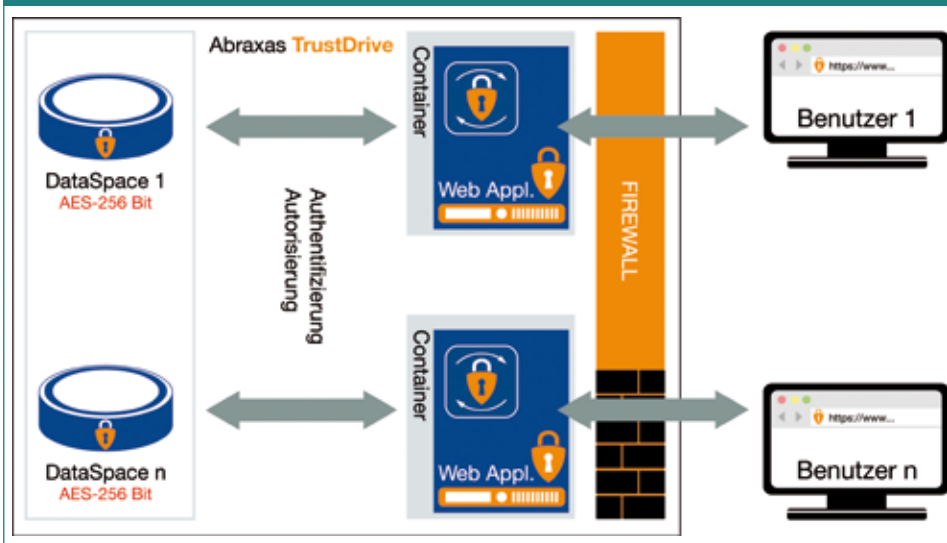 Abraxas TrustDrive
DataSpace 1
AES-256 Bit
Authentifizierung
Autorisierung
Container
Web Appl.
FIREWALL
https://www...
Benutzer 1
DataSpace n
AES-256 Bit
Container
Web Appl.
https://www...
Benutzer n